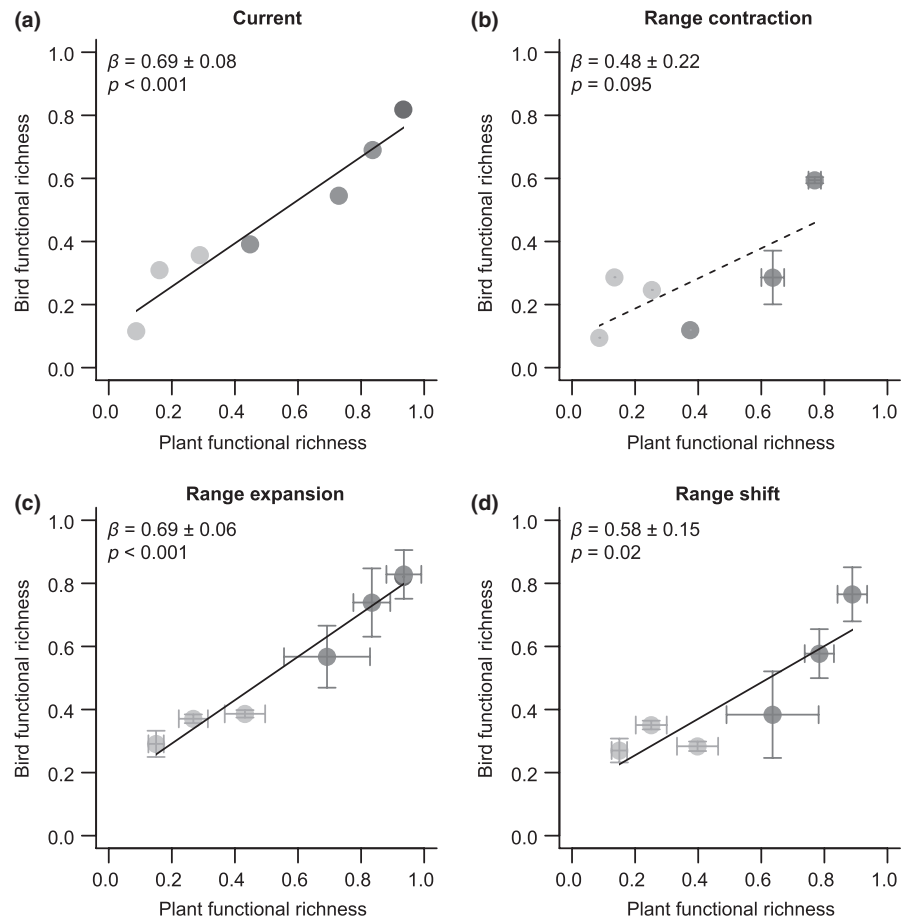 (a)
Current
β = 0.69 ± 0.08
p < 0.001
1.0
0.8
0.6
0.4
0.2
0.0
Bird functional richness
0.0 0.2 0.4 0.6 0.8 1.0
Plant functional richness
(b)
Range contraction
β = 0.48 ± 0.22
p = 0.095
1.0
0.8
0.6
0.4
0.2
0.0
Bird functional richness
0.0 0.2 0.4 0.6 0.8 1.0
Plant functional richness
(c)
Range expansion
β = 0.69 ± 0.06
p < 0.001
1.0
0.8
0.6
0.4
0.2
0.0
Bird functional richness
0.0 0.2 0.4 0.6 0.8 1.0
Plant functional richness
(d)
Range shift
β = 0.58 ± 0.15
p = 0.02
1.0
0.8
0.6
0.4
0.2
0.0
Bird functional richness
0.0 0.2 0.4 0.6 0.8 1.0
Plant functional richness